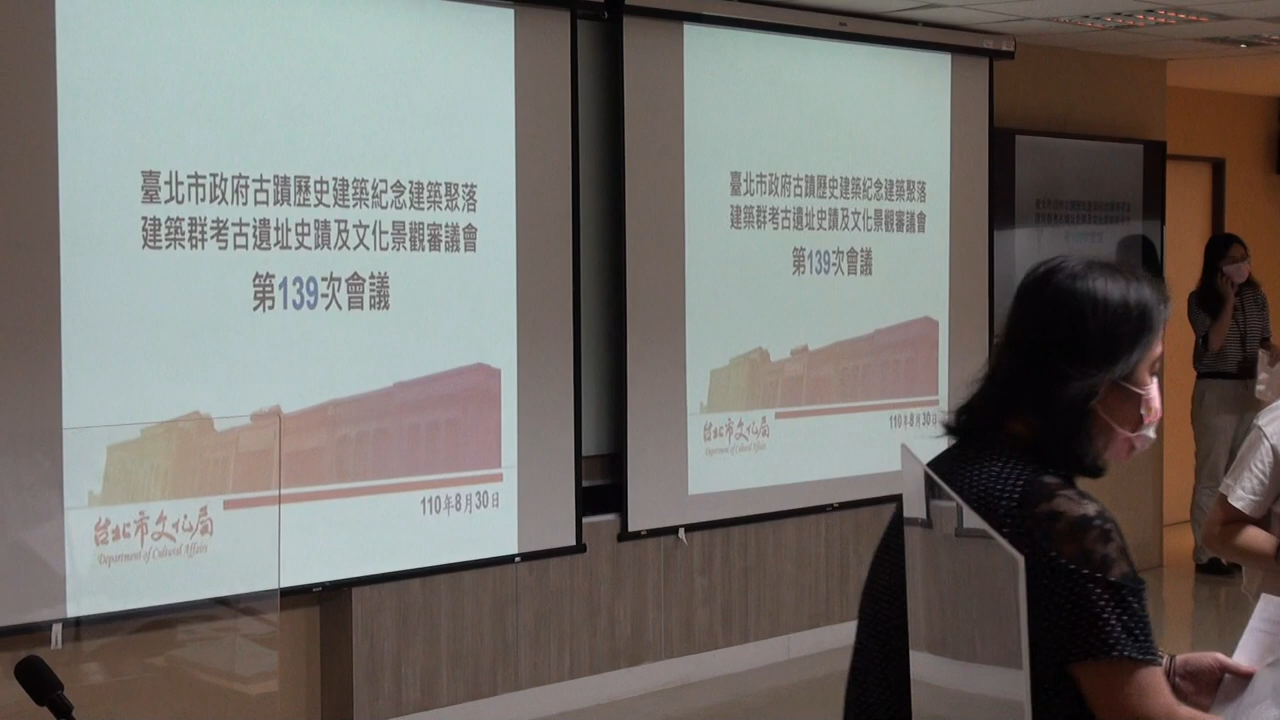 臺北市政府古蹟歷史建築紀念建築聚落
建築群考古遺址史蹟及文化景觀審議會
第139次會議
110年8月30日
台北市文化局
Department of Cultural Affairs
臺北市政府古蹟歷史建築紀念建築聚落
建築群考古遺址史蹟及文化景觀審議會
第139次會議
110年8月30日
台北市文化局
Department of Cultural Affairs